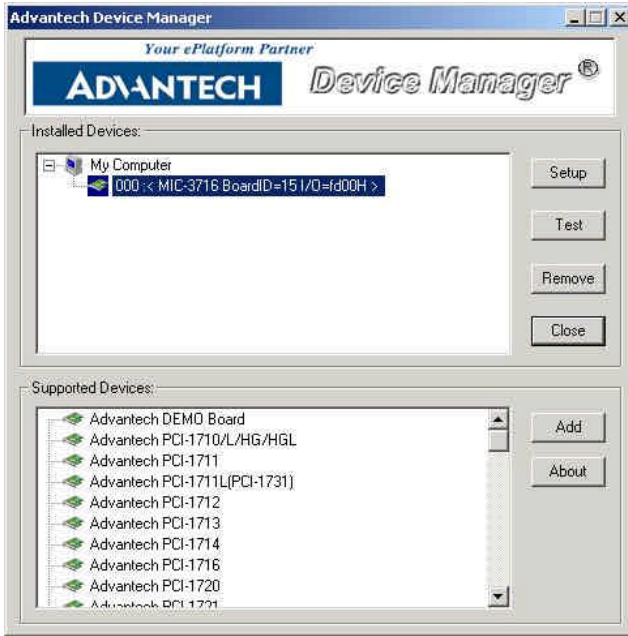 Advantech Device Manager
Your ePlatform Partner
ADVANTECH
Device Manager ®
Installed Devices:
My Computer
000 :< MIC-3716 BoardID=15 I/O=fd00H >
Setup
Test
Remove
Close
Supported Devices:
Advantech DEMO Board
Advantech PCI-1710/L/HG/HGL
Advantech PCI-1711
Advantech PCI-1711L(PCI-1731)
Advantech PCI-1712
Advantech PCI-1713
Advantech PCI-1714
Advantech PCI-1716
Advantech PCI-1720
Advantech PCI-1721
Add
About